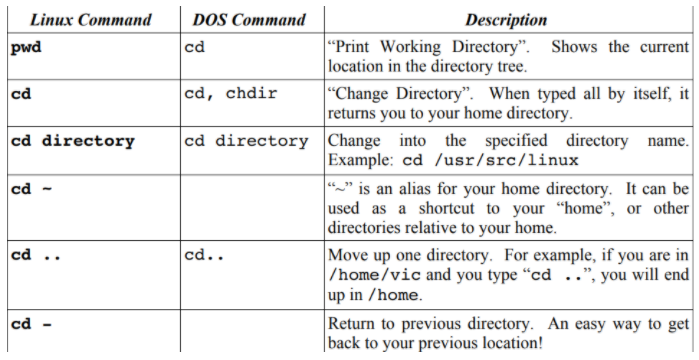 Linux Command DOS Command Description
pwd cd “Print Working Directory”. Shows the current
location in the directory tree.
cd cd, chdir “Change Directory”. When typed all by itself, it
returns you to your home directory.
cd directory cd directory Change into the specified directory name.
Example: cd /usr/src/linux
cd ~ “~” is an alias for your home directory. It can be
used as a shortcut to your “home”, or other
directories relative to your home.
cd .. cd.. Move up one directory. For example, if you are in
/home/vic and you type “cd ..”, you will end
up in /home.
cd - Return to previous directory. An easy way to get
back to your previous location!